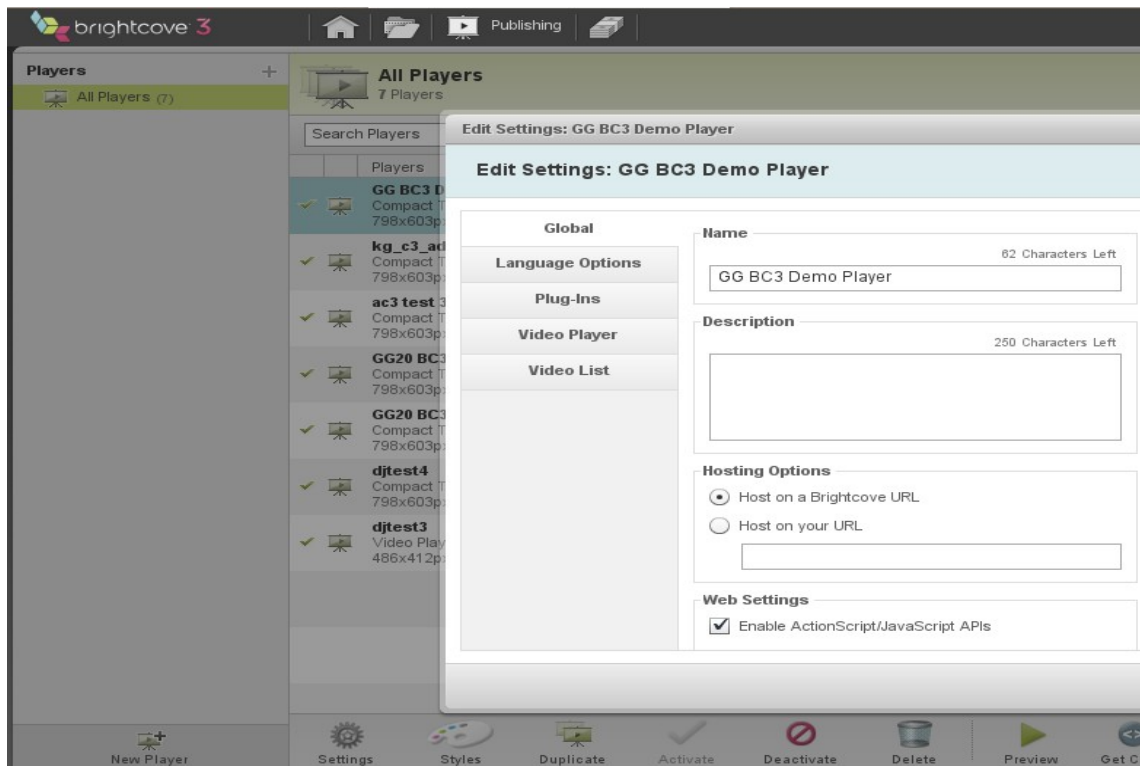 brightcove 3
Publishing
Players
All Players (7)
New Player
All Players
7 Players
Search Players
Players
GG BC3 D
Compact T
798x603p
kg_c3_ad
Compact T
798x603p
ac3 test 3
Compact T
798x603p
GG20 BC3
Compact T
798x603p
GG20 BC3
Compact T
798x603p
djtest4
Compact T
798x603p
djtest3
Video Play
486x412p
Edit Settings: GG BC3 Demo Player
Edit Settings: GG BC3 Demo Player
Global
Language Options
Plug-Ins
Video Player
Video List
Name
62 Characters Left
GG BC3 Demo Player
Description
250 Characters Left
Hosting Options
Host on a Brightcove URL
Host on your URL
Web Settings
Enable ActionScript/JavaScript APIs
Settings Styles Duplicate Activate Deactivate Delete Preview Get C